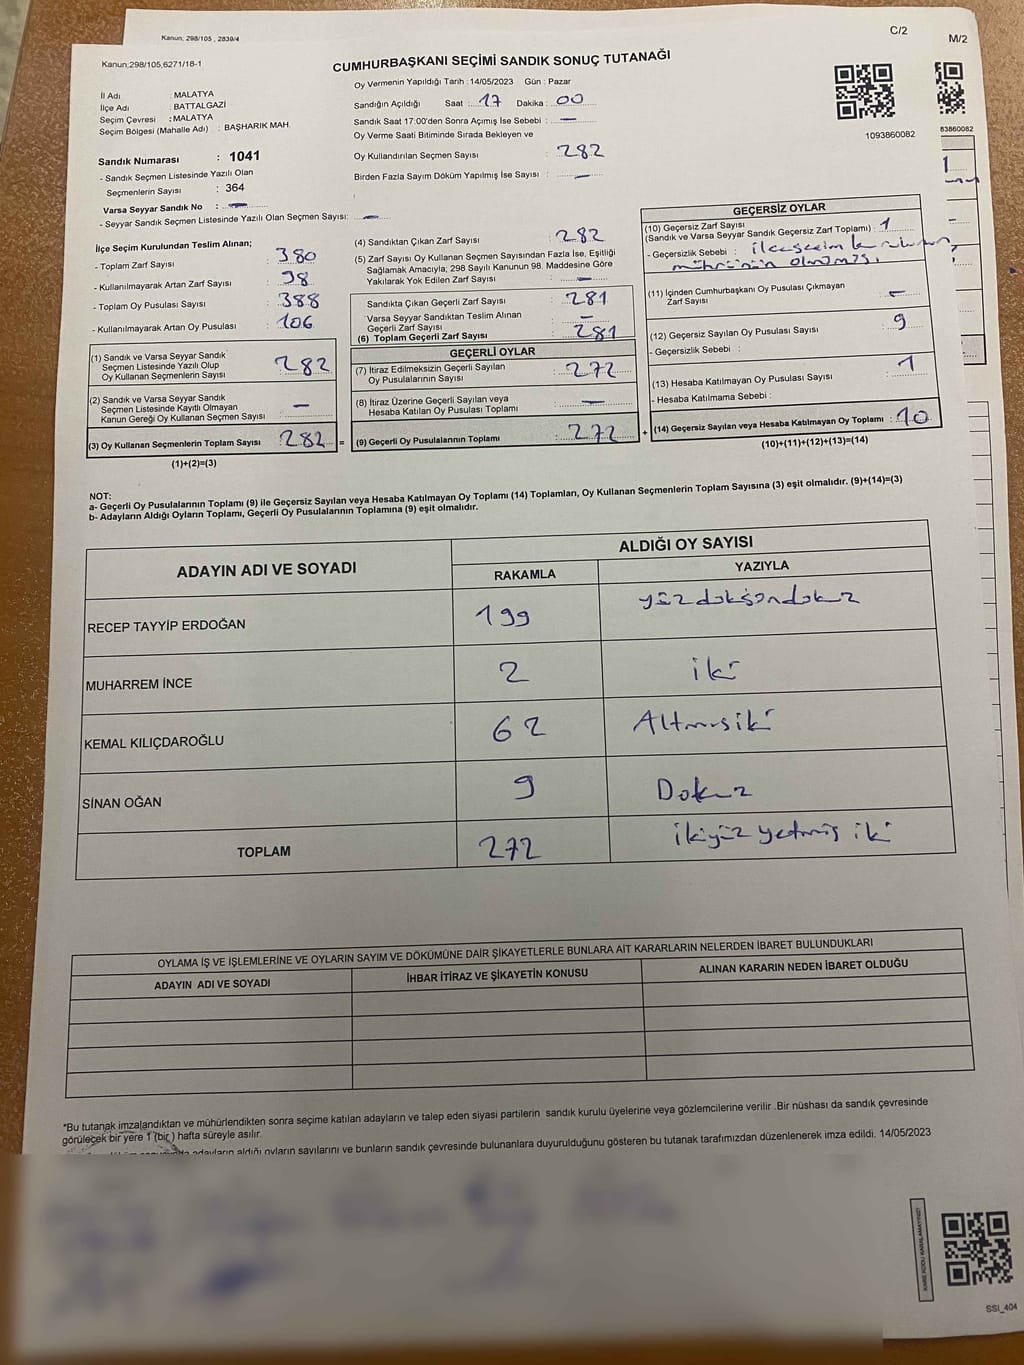 Kanun; 298/105 , 2839/4
C/2
M/2
Kanun;298/105,6271/16-1
CUMHURBAŞKANI SEÇİMİ SANDIK SONUÇ TUTANAĞI
İl Adı : MALATYA
İlçe Adı : BATTALGAZİ
Seçim Çevresi : MALATYA
Seçim Bölgesi (Mahalle Adı) : BAŞHARIK MAH.
Sandık Numarası : 1041
- Sandık Seçmen Listesinde Yazılı Olan
Seçmenlerin Sayısı : 364
Varsa Seyyar Sandık No : —
- Seyyar Sandık Seçmen Listesinde Yazılı Olan Seçmen Sayısı: —
Oy Vermenin Yapıldığı Tarih :14/05/2023 Gün : Pazar
Sandığın Açıldığı Saat : 17 Dakika : 00
Sandık Saat 17:00'den Sonra Açımış İse Sebebi : —
Oy Verme Saati Bitiminde Sırada Bekleyen ve
Oy Kullandırılan Seçmen Sayısı : 282
Birden Fazla Sayım Döküm Yapılmış İse Sayısı : —
1093860082
83860082
İlçe Seçim Kurulundan Teslim Alınan;
- Toplam Zarf Sayısı : 380
- Kullanılmayarak Artan Zarf Sayısı : 98
- Toplam Oy Pusulası Sayısı : 388
- Kullanılmayarak Artan Oy Pusulası : 106
(1) Sandık ve Varsa Seyyar Sandık
Seçmen Listesinde Yazılı Olup
Oy Kullanan Seçmenlerin Sayısı : 282
(2) Sandık ve Varsa Seyyar Sandık
Seçmen Listesinde Kayıtlı Olmayan
Kanun Gereği Oy Kullanan Seçmen Sayısı : —
(3) Oy Kullanan Seçmenlerin Toplam Sayısı : 282 =
(1)+(2)=(3)
(4) Sandıktan Çıkan Zarf Sayısı : 282
(5) Zarf Sayısı Oy Kullanan Seçmen Sayısından Fazla İse, Eşitliği
Sağlamak Amacıyla; 298 Sayılı Kanunun 98. Maddesine Göre
Yakılarak Yok Edilen Zarf Sayısı : —
Sandıkta Çıkan Geçerli Zarf Sayısı : 281
Varsa Seyyar Sandıktan Teslim Alınan
Geçerli Zarf Sayısı : —
(6) Toplam Geçerli Zarf Sayısı : 281
GEÇERLİ OYLAR
(7) İtiraz Edilmeksizin Geçerli Sayılan
Oy Pusulalarının Sayısı : 272
(8) İtiraz Üzerine Geçerli Sayılan veya
Hesaba Katılan Oy Pusulası Toplamı : —
(9) Geçerli Oy Pusulalarının Toplamı : 272 +
GEÇERSİZ OYLAR
(10) Geçersiz Zarf Sayısı
(Sandık ve Varsa Seyyar Sandık Geçersiz Zarf Toplamı) : 1
- Geçersizlik Sebebi : ilçe seçim kurulunun
mührünün olmaması
(11) İçinden Cumhurbaşkanı Oy Pusulası Çıkmayan
Zarf Sayısı : —
(12) Geçersiz Sayılan Oy Pusulası Sayısı : 9
- Geçersizlik Sebebi :
(13) Hesaba Katılmayan Oy Pusulası Sayısı : 1
- Hesaba Katılmama Sebebi :
(14) Geçersiz Sayılan veya Hesaba Katılmayan Oy Toplamı : 10
(10)+(11)+(12)+(13)=(14)
NOT:
a- Geçerli Oy Pusulalarının Toplamı (9) ile Geçersiz Sayılan veya Hesaba Katılmayan Oy Toplamı (14) Toplamları, Oy Kullanan Seçmenlerin Toplam Sayısına (3) eşit olmalıdır. (9)+(14)=(3)
b- Adayların Aldığı Oyların Toplamı, Geçerli Oy Pusulalarının Toplamına (9) eşit olmalıdır.
ADAYIN ADI VE SOYADI
ALDIĞI OY SAYISI
RAKAMLA YAZIYLA
RECEP TAYYİP ERDOĞAN 199 yüzdoksandokuz
MUHARREM İNCE 2 iki
KEMAL KILIÇDAROĞLU 62 Altmışiki
SİNAN OĞAN 9 Dokuz
TOPLAM 272 ikiyüz yetmiş iki
OYLAMA İŞ VE İŞLEMLERİNE VE OYLARIN SAYIM VE DÖKÜMÜNE DAİR ŞİKAYETLERLE BUNLARA AİT KARARLARIN NELERDEN İBARET BULUNDUKLARI
ADAYIN ADI VE SOYADI İHBAR İTİRAZ VE ŞİKAYETİN KONUSU ALINAN KARARIN NEDEN İBARET OLDUĞU
*Bu tutanak imzalandıktan ve mühürlendikten sonra seçime katılan adayların ve talep eden siyasi partilerin sandık kurulu üyelerine veya gözlemcilerine verilir .Bir nüshası da sandık çevresinde
görülecek bir yere 1 (bir) hafta süreyle asılır.
adayların aldığı oyların sayılarını ve bunların sandık çevresinde bulunanlara duyurulduğunu gösteren bu tutanak tarafımızdan düzenlenerek imza edildi. 14/05/2023
KARE KODU KARALAMAYINIZ!
SSI_404